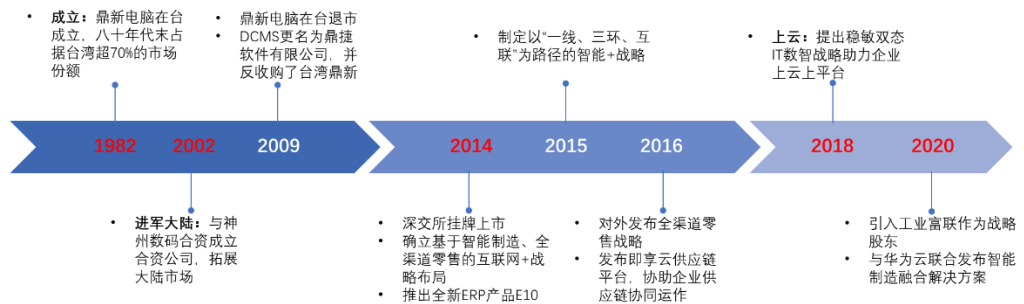 • 成立：鼎新电脑在台
成立，八十年代末占
据台湾超70%的市场
份额
• 鼎新电脑在台退市
• DCMS更名为鼎捷
软件有限公司，并
反收购了台湾鼎新
• 制定以“一线、三环、互
联”为路径的智能+战略
• 上云：提出稳敏双态
IT数智战略助力企业
上云上平台
1982 2002 2009 2014 2015 2016 2018 2020
• 进军大陆：与神
州数码合资成立
合资公司，拓展
大陆市场
• 深交所挂牌上市
• 确立基于智能制造、全
渠道零售的互联网+战
略布局
• 推出全新ERP产品E10
• 对外发布全渠道零
售战略
• 发布即享云供应链
平台，协助企业供
应链协同运作
• 引入工业富联作为战略
股东
• 与华为云联合发布智能
制造融合解决方案